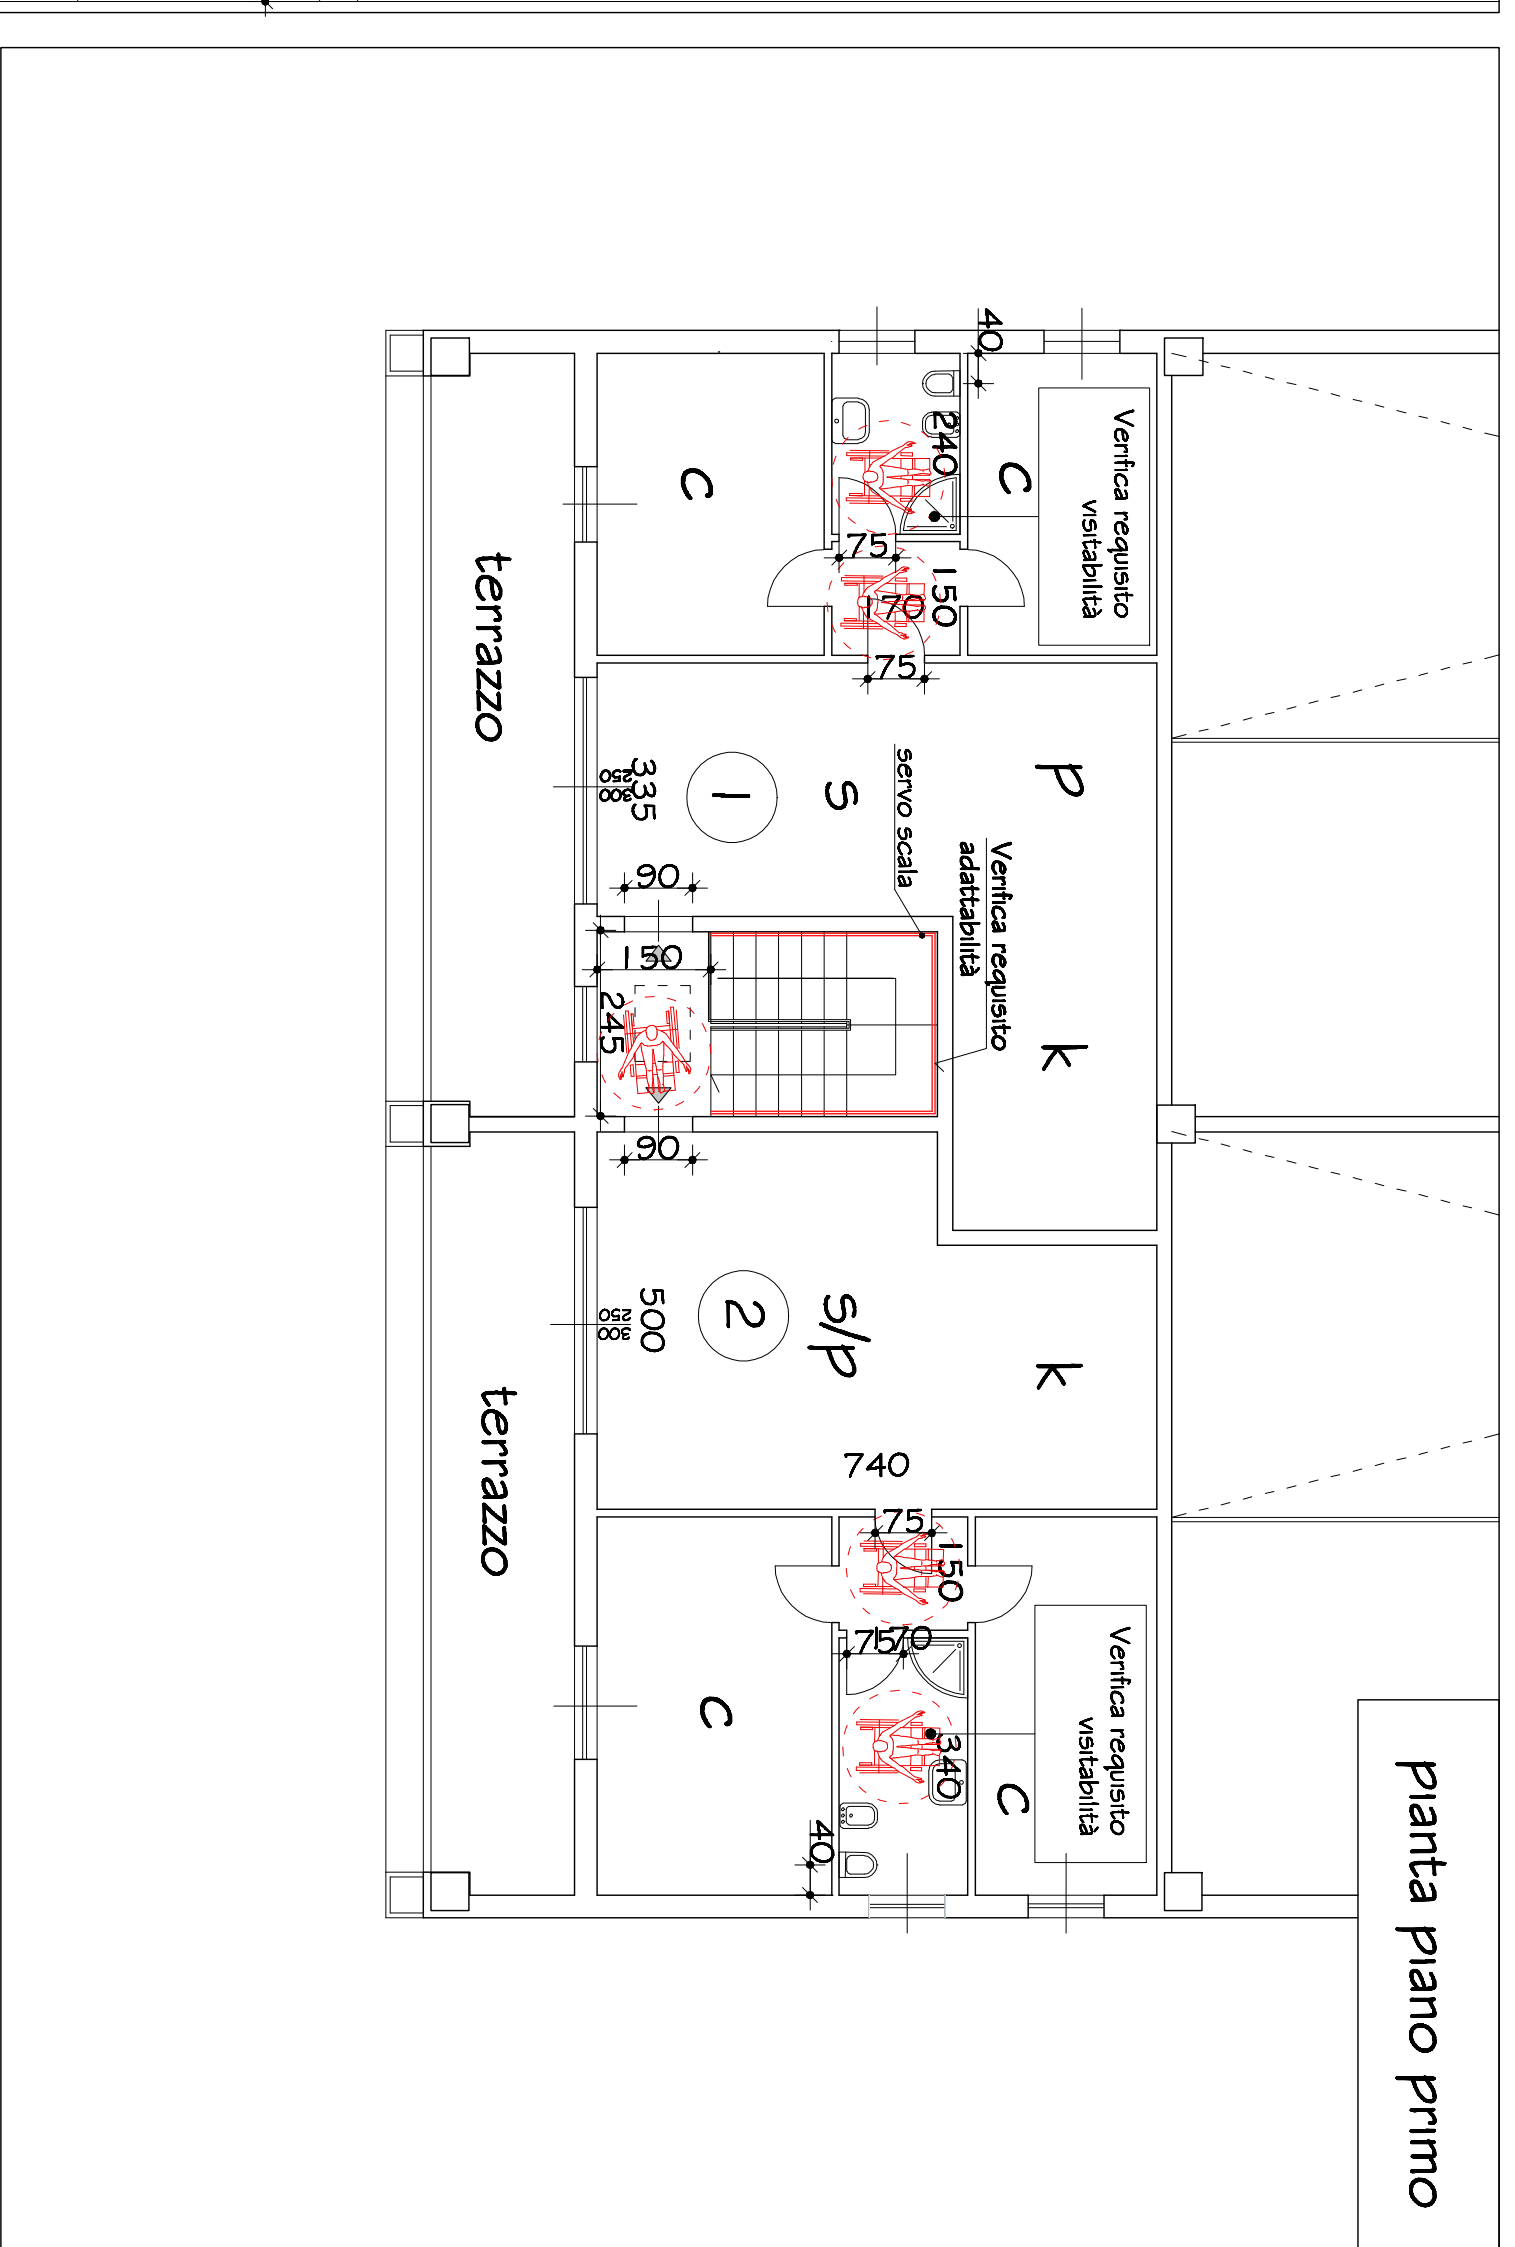 pianta piano primo
Verifica requisito
visitabilità
Verifica requisito
visitabilità
40
c
240
75
150
170
75
c
terrazzo
p
s
1
335
300
250
servo scala
Verifica requisito
adattabilità
k
90
150
245
90
k
s/p
2
500
300
250
740
75
150
75
170
340
c
c
40
terrazzo